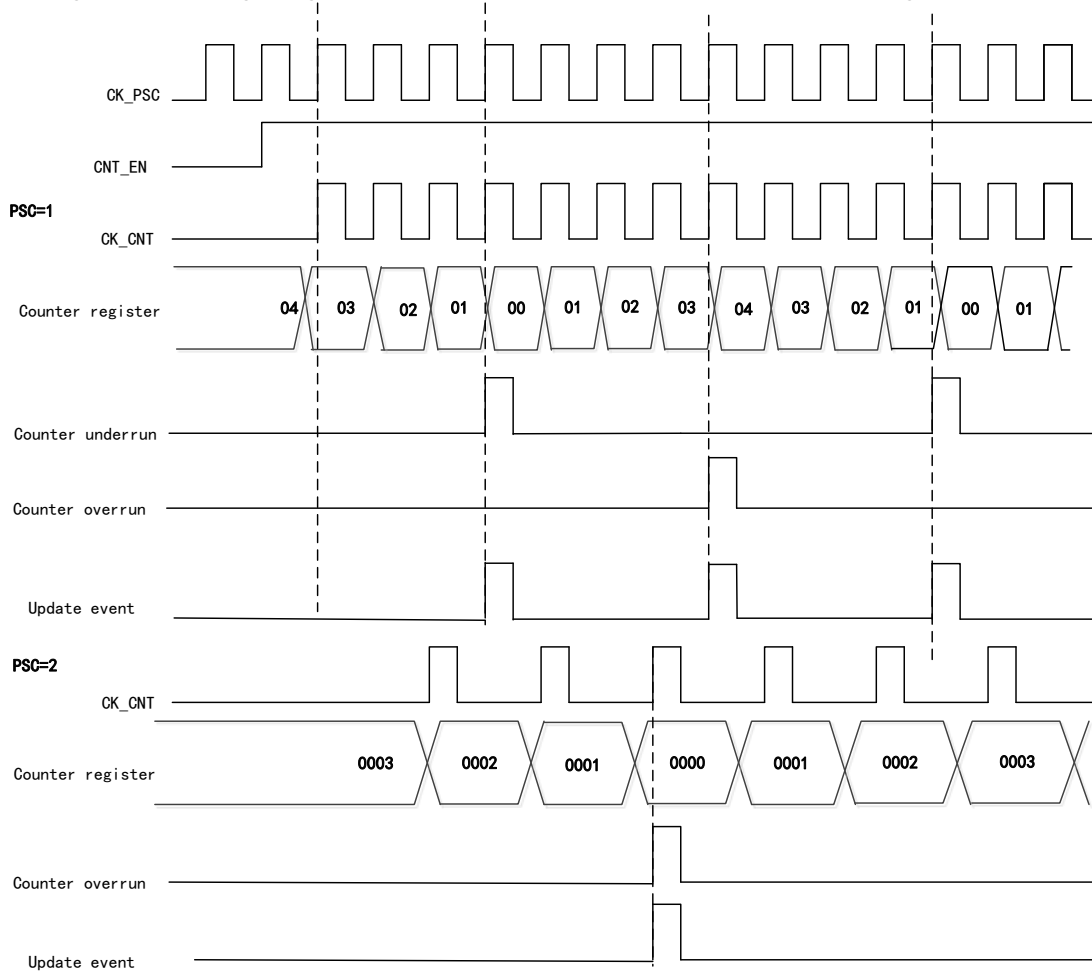 CK_PSC
CNT_EN
PSC=1
CK_CNT
Counter register 04 03 02 01 00 01 02 03 04 03 02 01 00 01
Counter underrun
Counter overrun
Update event
PSC=2
CK_CNT
Counter register 0003 0002 0001 0000 0001 0002 0003
Counter overrun
Update event